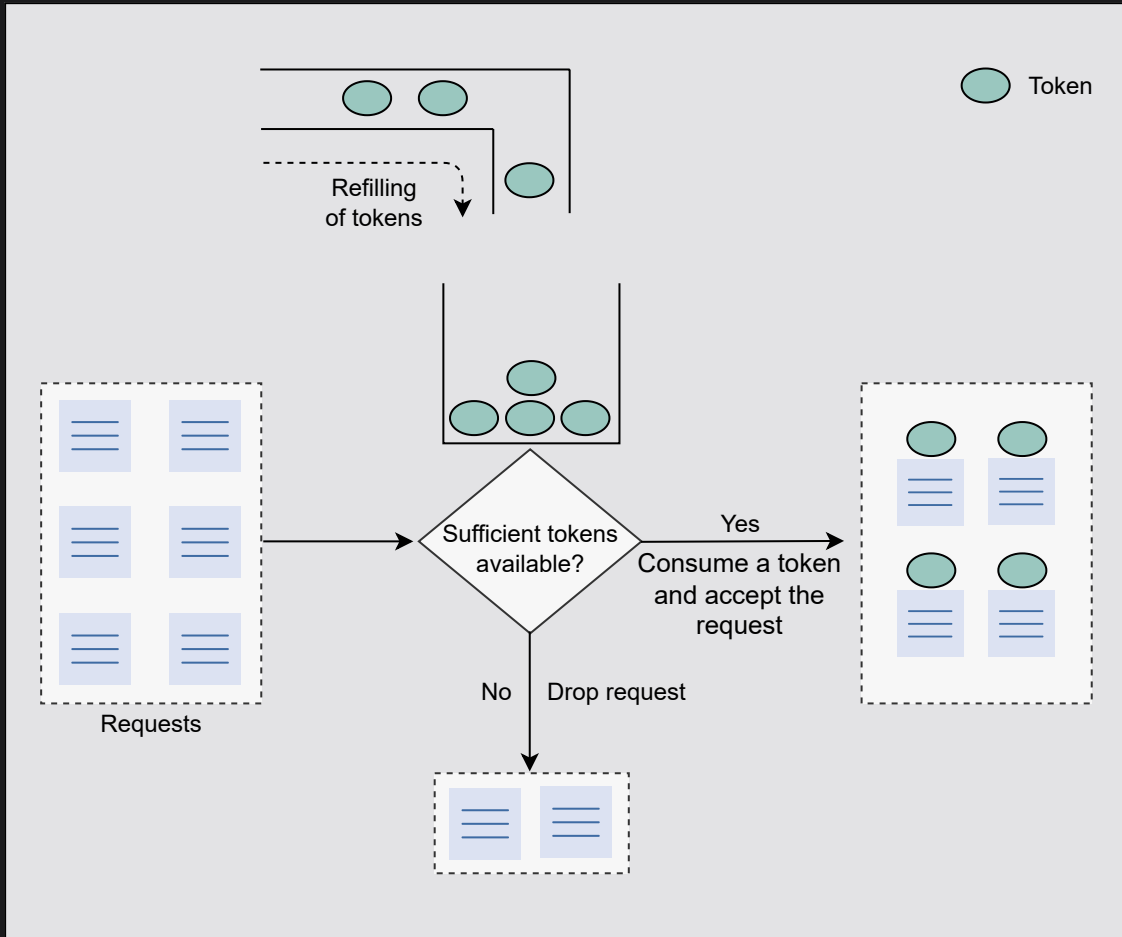 Token
Refilling
of tokens
Sufficient tokens
available?
Yes
Consume a token
and accept the
request
Requests
No
Drop request